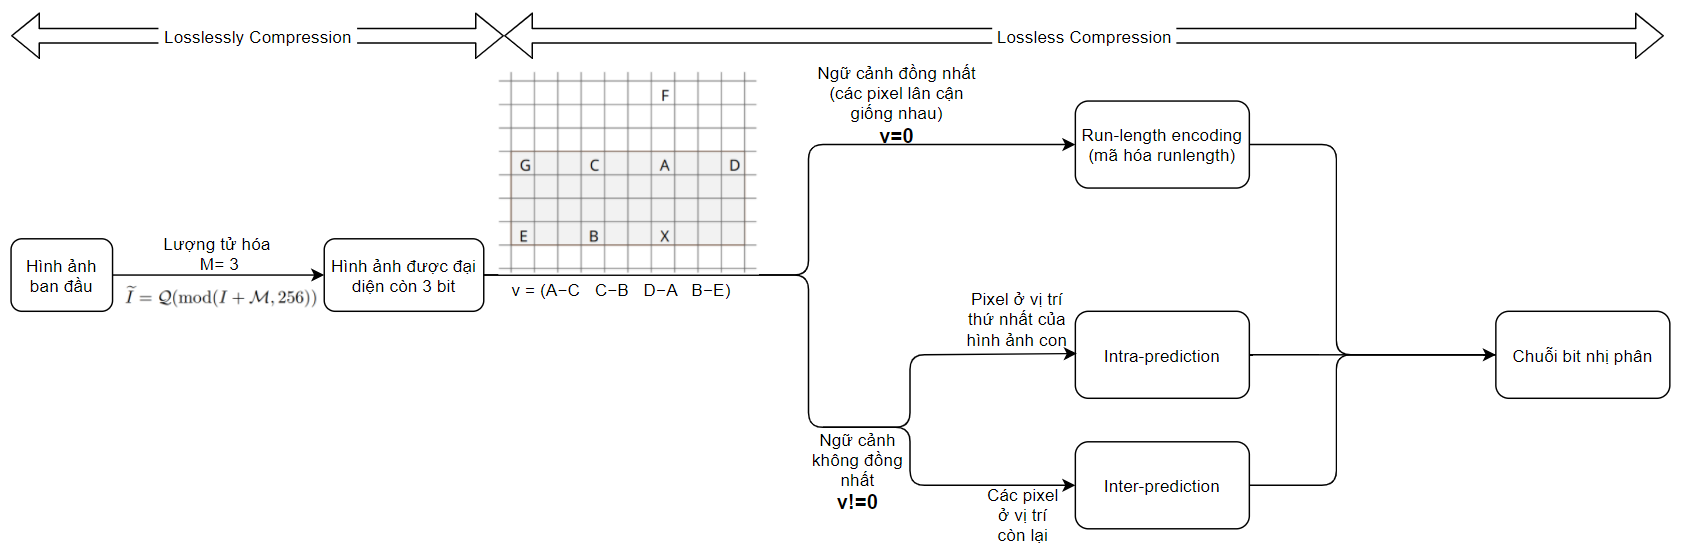 Losslessly Compression
Lossless Compression
Hình ảnh
ban đầu
Lượng tử hóa
M= 3
Ĩ = 𝒬(mod(I + ℳ, 256))
Hình ảnh được đại
diện còn 3 bit
F
G C A D
E B X
v = (A−C C−B D−A B−E)
Ngữ cảnh đồng nhất
(các pixel lân cận
giống nhau)
v=0
Run-length encoding
(mã hóa runlength)
Pixel ở vị trí
thứ nhất của
hình ảnh con
Intra-prediction
Ngữ cảnh
không đồng
nhất
v!=0
Các pixel
ở vị trí
còn lại
Inter-prediction
Chuỗi bit nhị phân